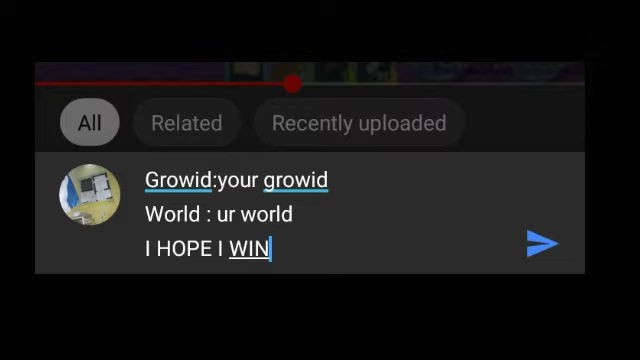 All
Related
Recently uploaded
Growid:your growid
World : ur world
I HOPE I WIN